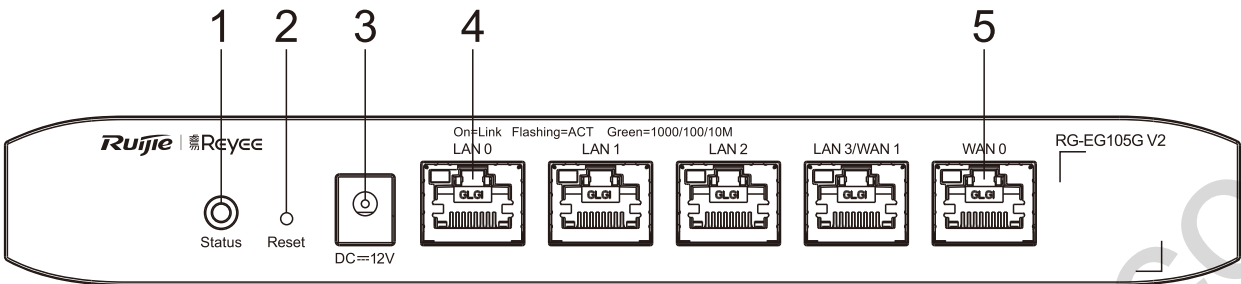 1 2 3 4 5
Ruijie Reyee
On=Link Flashing=ACT Green=1000/100/10M
LAN 0 LAN 1 LAN 2 LAN 3/WAN 1 WAN 0
RG-EG105G V2
GLGI GLGI GLGI GLGI GLGI
Status Reset
DC⎓12V